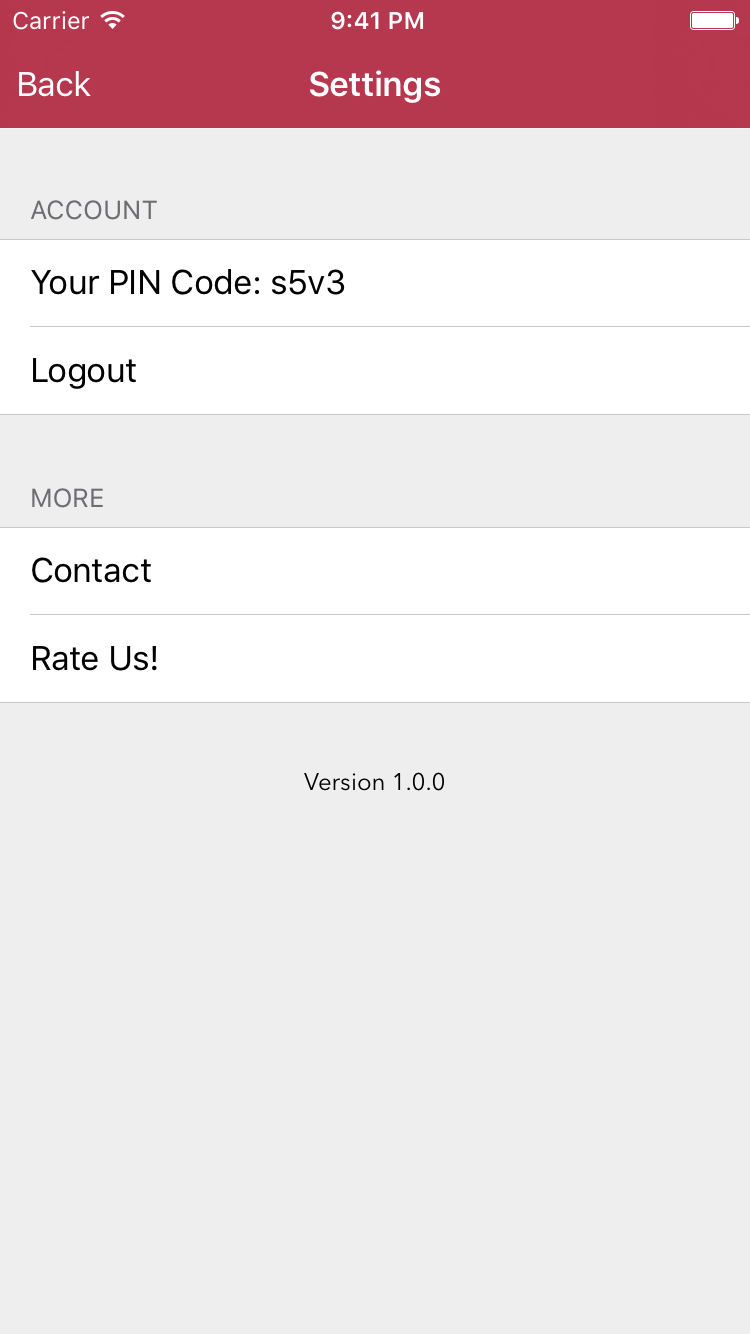 Carrier 9:41 PM
Back Settings
ACCOUNT
Your PIN Code: s5v3
Logout
MORE
Contact
Rate Us!
Version 1.0.0